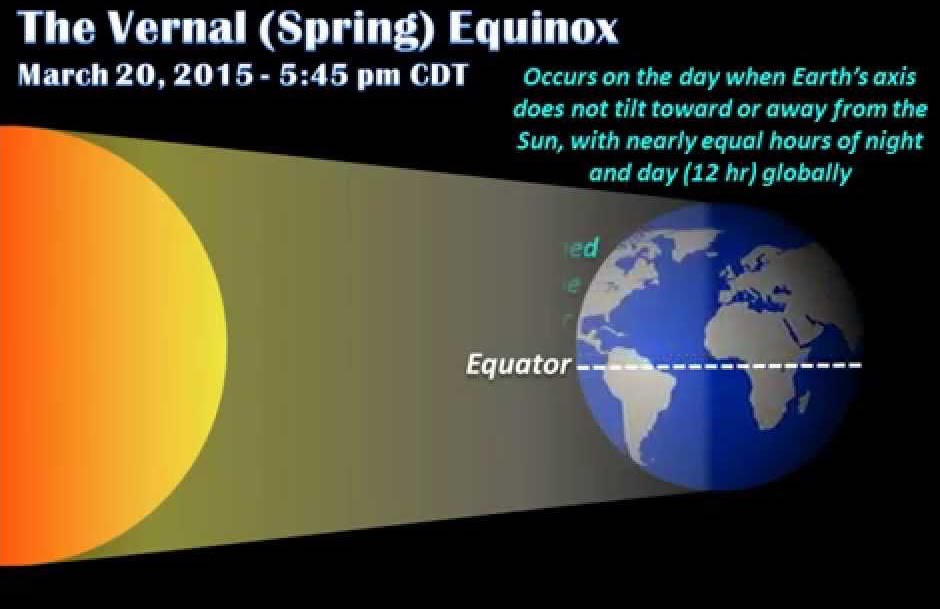 The Vernal (Spring) Equinox
March 20, 2015 - 5:45 pm CDT
Occurs on the day when Earth's axis
does not tilt toward or away from the
Sun, with nearly equal hours of night
and day (12 hr) globally
Equator